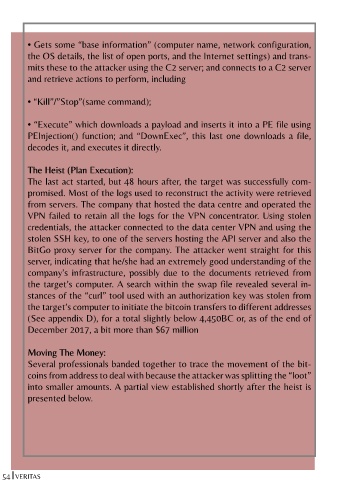 • Gets some “base information” (computer name, network configuration,
the OS details, the list of open ports, and the Internet settings) and trans-
mits these to the attacker using the C2 server; and connects to a C2 server
and retrieve actions to perform, including
• “Kill”/”Stop”(same command);
• “Execute” which downloads a payload and inserts it into a PE file using
PEInjection() function; and “DownExec”, this last one downloads a file,
decodes it, and executes it directly.
The Heist (Plan Execution):
The last act started, but 48 hours after, the target was successfully com-
promised. Most of the logs used to reconstruct the activity were retrieved
from servers. The company that hosted the data centre and operated the
VPN failed to retain all the logs for the VPN concentrator. Using stolen
credentials, the attacker connected to the data center VPN and using the
stolen SSH key, to one of the servers hosting the API server and also the
BitGo proxy server for the company. The attacker went straight for this
server, indicating that he/she had an extremely good understanding of the
company’s infrastructure, possibly due to the documents retrieved from
the target’s computer. A search within the swap file revealed several in-
stances of the “curl” tool used with an authorization key was stolen from
the target’s computer to initiate the bitcoin transfers to different addresses
(See appendix D), for a total slightly below 4,450BC or, as of the end of
December 2017, a bit more than $67 million
Moving The Money:
Several professionals banded together to trace the movement of the bit-
coins from address to deal with because the attacker was splitting the “loot”
into smaller amounts. A partial view established shortly after the heist is
presented below.
54 VERITAS